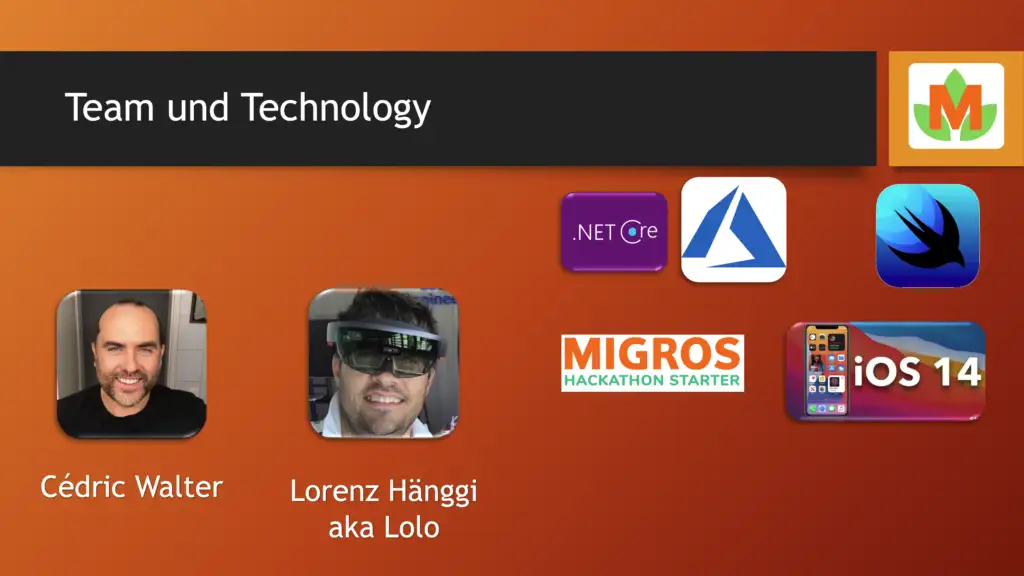 Team und Technology
M
.NET Core
MIGROS
HACKATHON STARTER
iOS 14
Cédric Walter
Lorenz Hänggi
aka Lolo